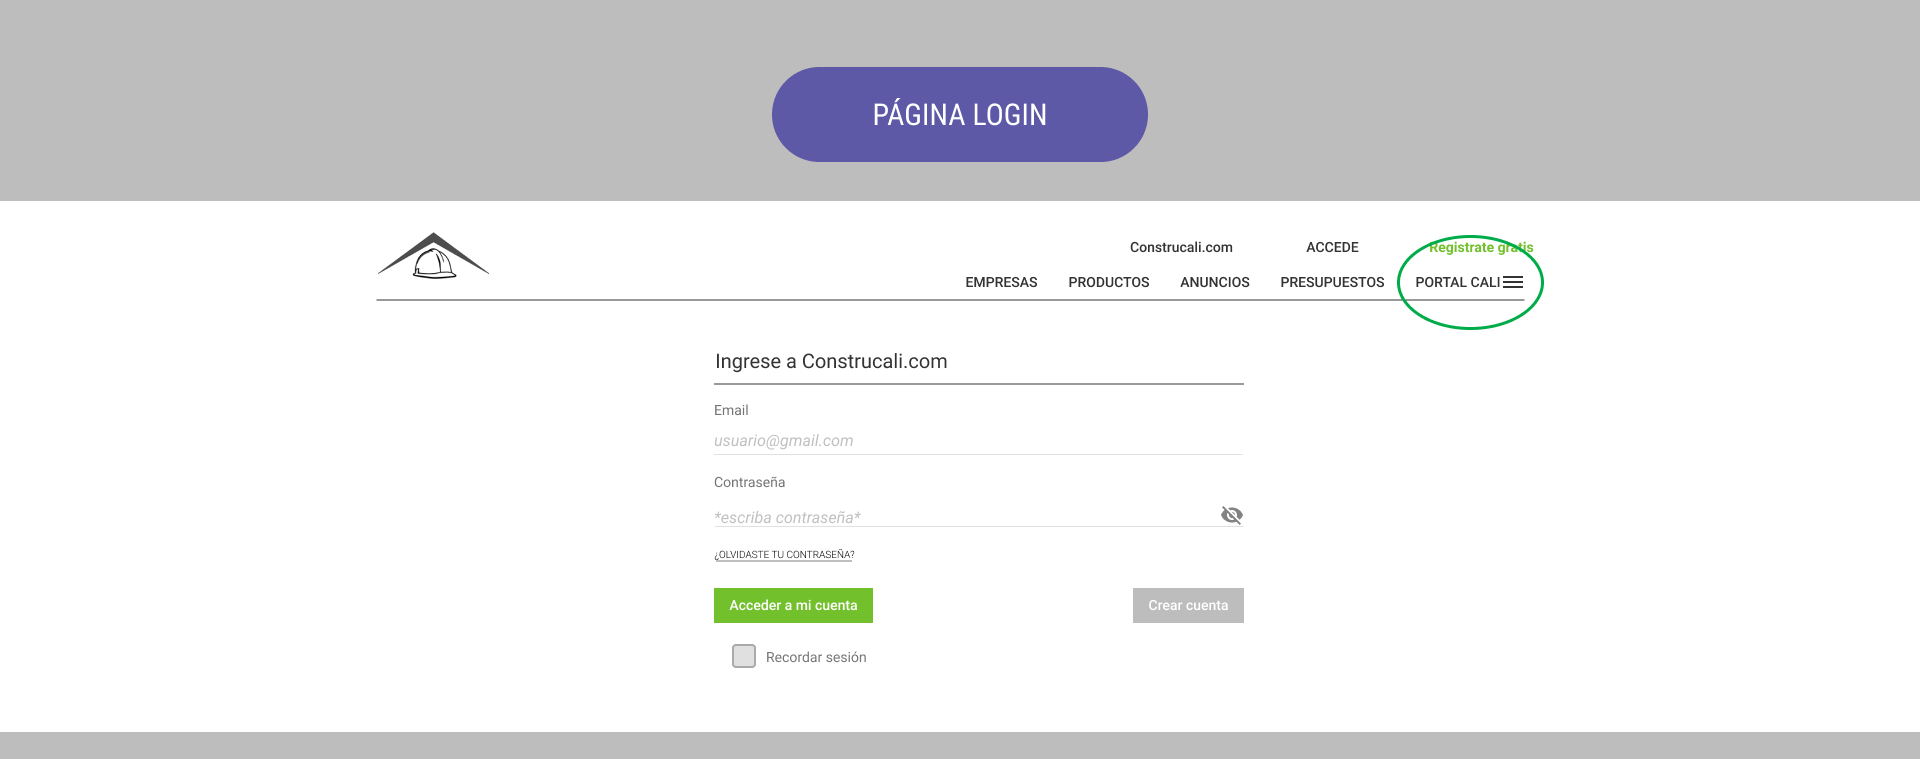 PÁGINA LOGIN
Construcali.com ACCEDE Registrate gratis
EMPRESAS PRODUCTOS ANUNCIOS PRESUPUESTOS PORTAL CALI
Ingrese a Construcali.com
Email
usuario@gmail.com
Contraseña
*escriba contraseña*
¿OLVIDASTE TU CONTRASEÑA?
Acceder a mi cuenta Crear cuenta
Recordar sesión